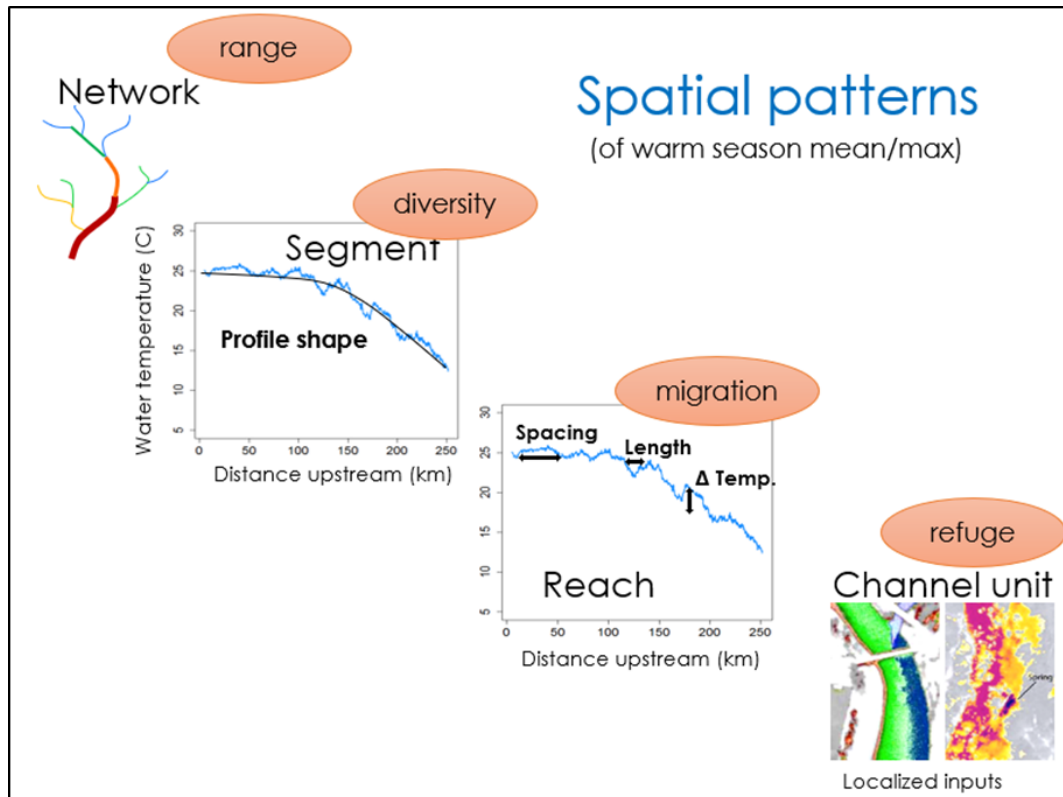 range
Network
Spatial patterns
(of warm season mean/max)
diversity
Segment
Profile shape
Water temperature (C)
30
25
20
15
10
5
0 50 100 150 200 250
Distance upstream (km)
migration
Spacing
Length
Δ Temp.
Reach
30
25
20
15
10
5
0 50 100 150 200 250
Distance upstream (km)
refuge
Channel unit
Spring
Localized inputs